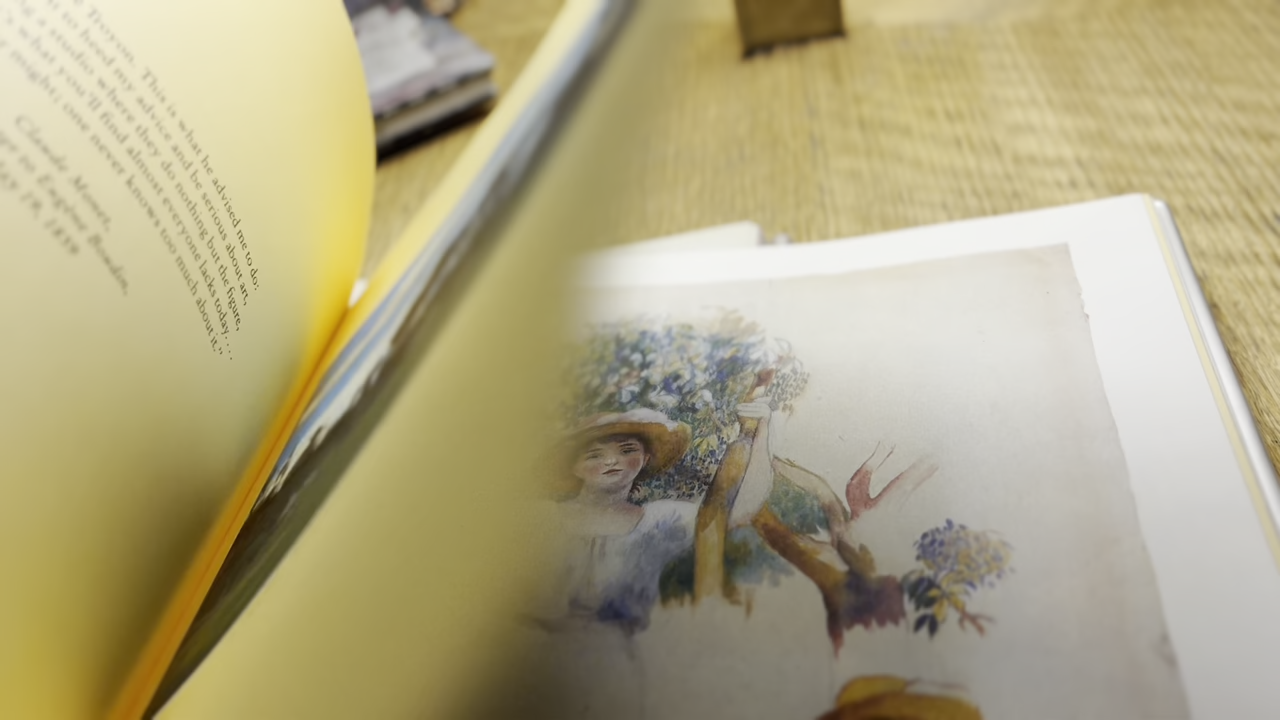 Troyon. This is what he advised me to do:
to heed my advice and be serious about art,
a studio where they do nothing but the figure,
what you'll find almost everyone lacks today. . . .
one never knows too much about it."
Claude Monet,
to Eugène Boudin,
19, 1859